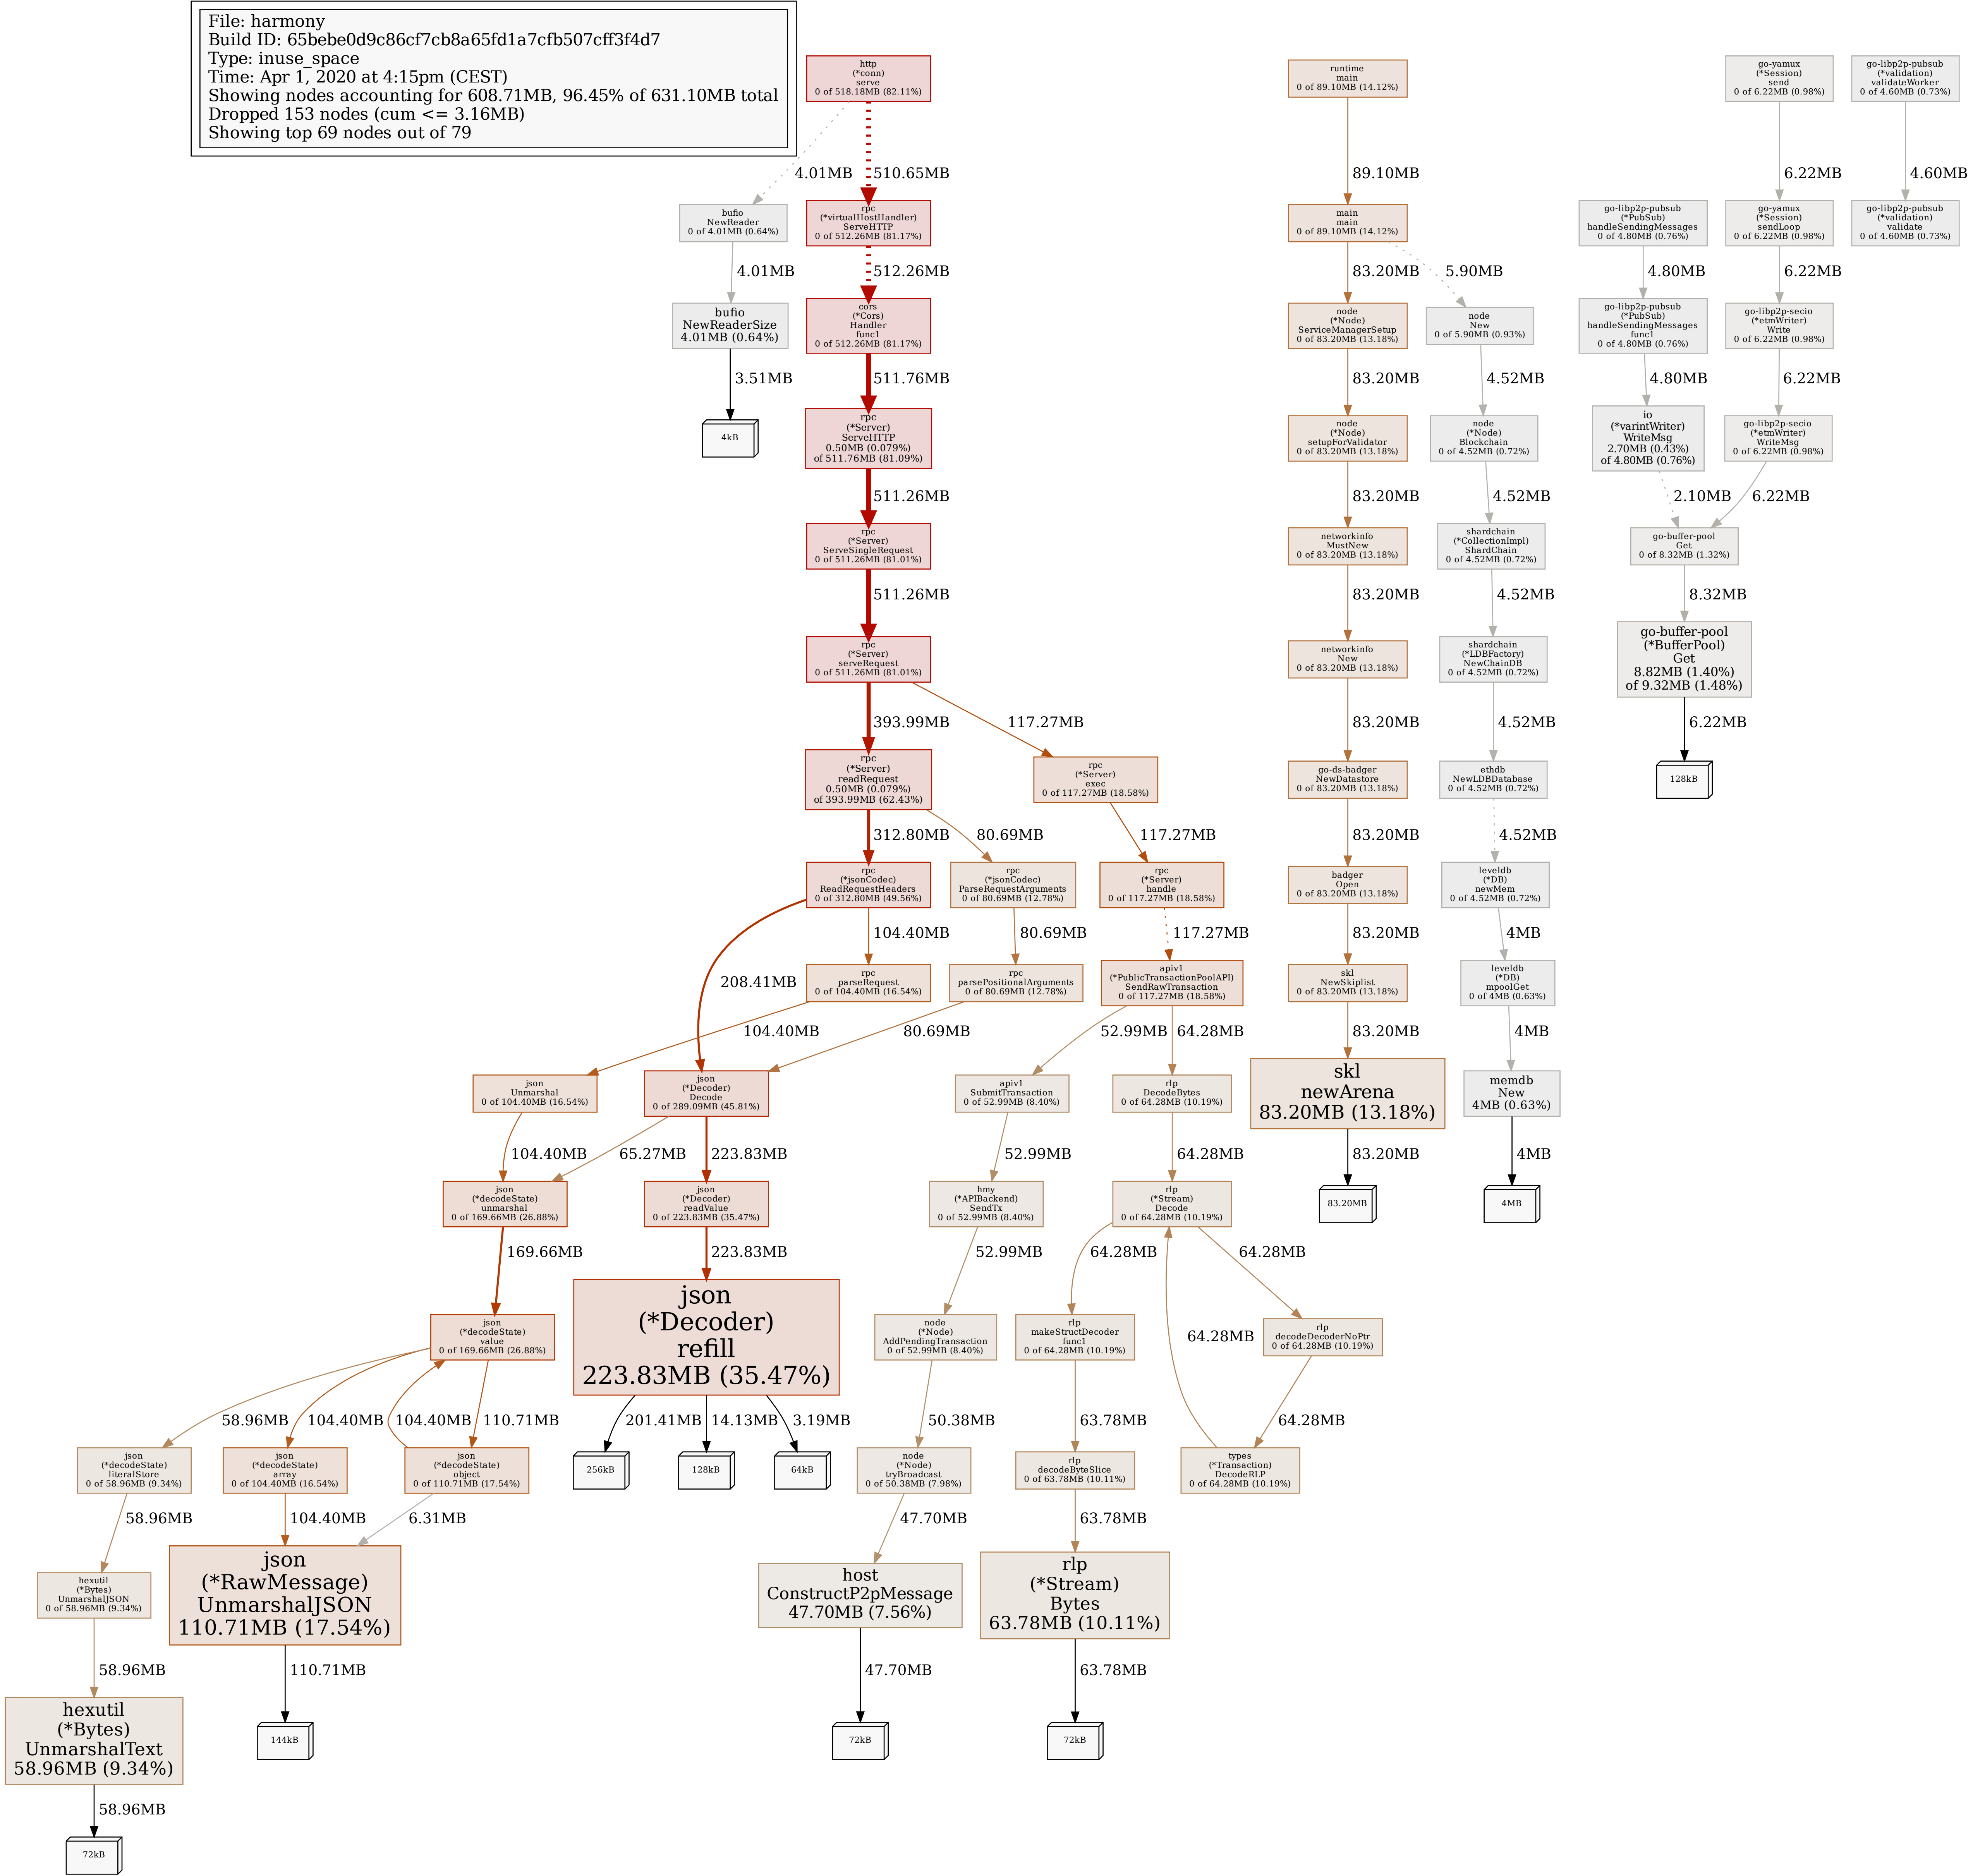 File: harmony
Build ID: 65bebe0d9c86cf7cb8a65fd1a7cfb507cff3f4d7
Type: inuse_space
Time: Apr 1, 2020 at 4:15pm (CEST)
Showing nodes accounting for 608.71MB, 96.45% of 631.10MB total
Dropped 153 nodes (cum <= 3.16MB)
Showing top 69 nodes out of 79
http
(*conn)
serve
0 of 518.18MB (82.11%)
runtime
main
0 of 89.10MB (14.12%)
go-yamux
(*Session)
send
0 of 6.22MB (0.98%)
go-libp2p-pubsub
(*validation)
validateWorker
0 of 4.60MB (0.73%)
4.01MB
510.65MB
89.10MB
6.22MB
4.60MB
bufio
NewReader
0 of 4.01MB (0.64%)
rpc
(*virtualHostHandler)
ServeHTTP
0 of 512.26MB (81.17%)
main
main
0 of 89.10MB (14.12%)
go-libp2p-pubsub
(*PubSub)
handleSendingMessages
0 of 4.80MB (0.76%)
go-yamux
(*Session)
sendLoop
0 of 6.22MB (0.98%)
go-libp2p-pubsub
(*validation)
validate
0 of 4.60MB (0.73%)
4.01MB
512.26MB
83.20MB
5.90MB
4.80MB
6.22MB
bufio
NewReaderSize
4.01MB (0.64%)
cors
(*Cors)
Handler
func1
0 of 512.26MB (81.17%)
node
(*Node)
ServiceManagerSetup
0 of 83.20MB (13.18%)
node
New
0 of 5.90MB (0.93%)
go-libp2p-pubsub
(*PubSub)
handleSendingMessages
func1
0 of 4.80MB (0.76%)
go-libp2p-secio
(*etmWriter)
Write
0 of 6.22MB (0.98%)
3.51MB
511.76MB
83.20MB
4.52MB
4.80MB
6.22MB
4kB
rpc
(*Server)
ServeHTTP
0.50MB (0.079%)
of 511.76MB (81.09%)
node
(*Node)
setupForValidator
0 of 83.20MB (13.18%)
node
(*Node)
Blockchain
0 of 4.52MB (0.72%)
io
(*varintWriter)
WriteMsg
2.70MB (0.43%)
of 4.80MB (0.76%)
go-libp2p-secio
(*etmWriter)
WriteMsg
0 of 6.22MB (0.98%)
511.26MB
83.20MB
4.52MB
2.10MB
6.22MB
rpc
(*Server)
ServeSingleRequest
0 of 511.26MB (81.01%)
networkinfo
MustNew
0 of 83.20MB (13.18%)
shardchain
(*CollectionImpl)
ShardChain
0 of 4.52MB (0.72%)
go-buffer-pool
Get
0 of 8.32MB (1.32%)
511.26MB
83.20MB
4.52MB
8.32MB
rpc
(*Server)
serveRequest
0 of 511.26MB (81.01%)
networkinfo
New
0 of 83.20MB (13.18%)
shardchain
(*LDBFactory)
NewChainDB
0 of 4.52MB (0.72%)
go-buffer-pool
(*BufferPool)
Get
8.82MB (1.40%)
of 9.32MB (1.48%)
393.99MB
117.27MB
83.20MB
4.52MB
6.22MB
rpc
(*Server)
readRequest
0.50MB (0.079%)
of 393.99MB (62.43%)
rpc
(*Server)
exec
0 of 117.27MB (18.58%)
go-ds-badger
NewDatastore
0 of 83.20MB (13.18%)
ethdb
NewLDBDatabase
0 of 4.52MB (0.72%)
128kB
312.80MB
80.69MB
117.27MB
83.20MB
4.52MB
rpc
(*jsonCodec)
ReadRequestHeaders
0 of 312.80MB (49.56%)
rpc
(*jsonCodec)
ParseRequestArguments
0 of 80.69MB (12.78%)
rpc
(*Server)
handle
0 of 117.27MB (18.58%)
badger
Open
0 of 83.20MB (13.18%)
leveldb
(*DB)
newMem
0 of 4.52MB (0.72%)
208.41MB
104.40MB
80.69MB
117.27MB
83.20MB
4MB
rpc
parseRequest
0 of 104.40MB (16.54%)
rpc
parsePositionalArguments
0 of 80.69MB (12.78%)
apiv1
(*PublicTransactionPoolAPI)
SendRawTransaction
0 of 117.27MB (18.58%)
skl
NewSkiplist
0 of 83.20MB (13.18%)
leveldb
(*DB)
mpoolGet
0 of 4MB (0.63%)
104.40MB
80.69MB
52.99MB
64.28MB
83.20MB
4MB
json
Unmarshal
0 of 104.40MB (16.54%)
json
(*Decoder)
Decode
0 of 289.09MB (45.81%)
apiv1
SubmitTransaction
0 of 52.99MB (8.40%)
rlp
DecodeBytes
0 of 64.28MB (10.19%)
skl
newArena
83.20MB (13.18%)
memdb
New
4MB (0.63%)
104.40MB
65.27MB
223.83MB
52.99MB
64.28MB
83.20MB
4MB
json
(*decodeState)
unmarshal
0 of 169.66MB (26.88%)
json
(*Decoder)
readValue
0 of 223.83MB (35.47%)
hmy
(*APIBackend)
SendTx
0 of 52.99MB (8.40%)
rlp
(*Stream)
Decode
0 of 64.28MB (10.19%)
83.20MB
4MB
169.66MB
223.83MB
52.99MB
64.28MB
64.28MB
json
(*decodeState)
value
0 of 169.66MB (26.88%)
json
(*Decoder)
refill
223.83MB (35.47%)
node
(*Node)
AddPendingTransaction
0 of 52.99MB (8.40%)
rlp
makeStructDecoder
func1
0 of 64.28MB (10.19%)
64.28MB
rlp
decodeDecoderNoPtr
0 of 64.28MB (10.19%)
58.96MB
104.40MB
104.40MB
110.71MB
201.41MB
14.13MB
3.19MB
50.38MB
63.78MB
64.28MB
json
(*decodeState)
literalStore
0 of 58.96MB (9.34%)
json
(*decodeState)
array
0 of 104.40MB (16.54%)
json
(*decodeState)
object
0 of 110.71MB (17.54%)
256kB
128kB
64kB
node
(*Node)
tryBroadcast
0 of 50.38MB (7.98%)
rlp
decodeByteSlice
0 of 63.78MB (10.11%)
types
(*Transaction)
DecodeRLP
0 of 64.28MB (10.19%)
58.96MB
104.40MB
6.31MB
47.70MB
63.78MB
hexutil
(*Bytes)
UnmarshalJSON
0 of 58.96MB (9.34%)
json
(*RawMessage)
UnmarshalJSON
110.71MB (17.54%)
host
ConstructP2pMessage
47.70MB (7.56%)
rlp
(*Stream)
Bytes
63.78MB (10.11%)
58.96MB
110.71MB
47.70MB
63.78MB
hexutil
(*Bytes)
UnmarshalText
58.96MB (9.34%)
144kB
72kB
72kB
58.96MB
72kB